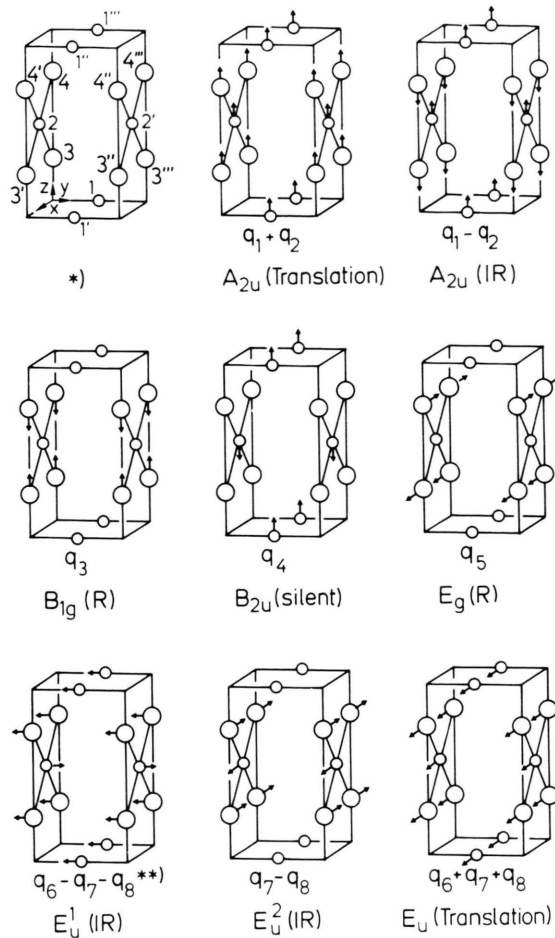 1'''
1''
4' 4 4'' 4'''
2 2'
3 3'' 3'''
3' z y 1
x
1'
*)
q1 + q2
A2u (Translation)
q1 - q2
A2u (IR)
q3
B1g (R)
q4
B2u (silent)
q5
Eg (R)
q6 - q7 - q8 **)
E¹u (IR)
q7 - q8
E²u (IR)
q6 + q7 + q8
Eu (Translation)